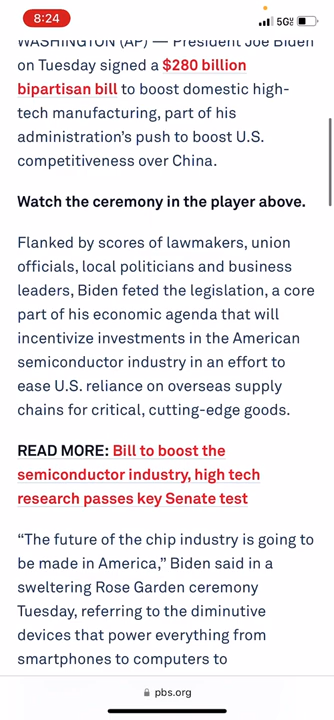 8:24
5G
WASHINGTON (AP) — President Joe Biden
on Tuesday signed a $280 billion
bipartisan bill to boost domestic high-
tech manufacturing, part of his
administration’s push to boost U.S.
competitiveness over China.
Watch the ceremony in the player above.
Flanked by scores of lawmakers, union
officials, local politicians and business
leaders, Biden feted the legislation, a core
part of his economic agenda that will
incentivize investments in the American
semiconductor industry in an effort to
ease U.S. reliance on overseas supply
chains for critical, cutting-edge goods.
READ MORE: Bill to boost the
semiconductor industry, high tech
research passes key Senate test
“The future of the chip industry is going to
be made in America,” Biden said in a
sweltering Rose Garden ceremony
Tuesday, referring to the diminutive
devices that power everything from
smartphones to computers to
pbs.org